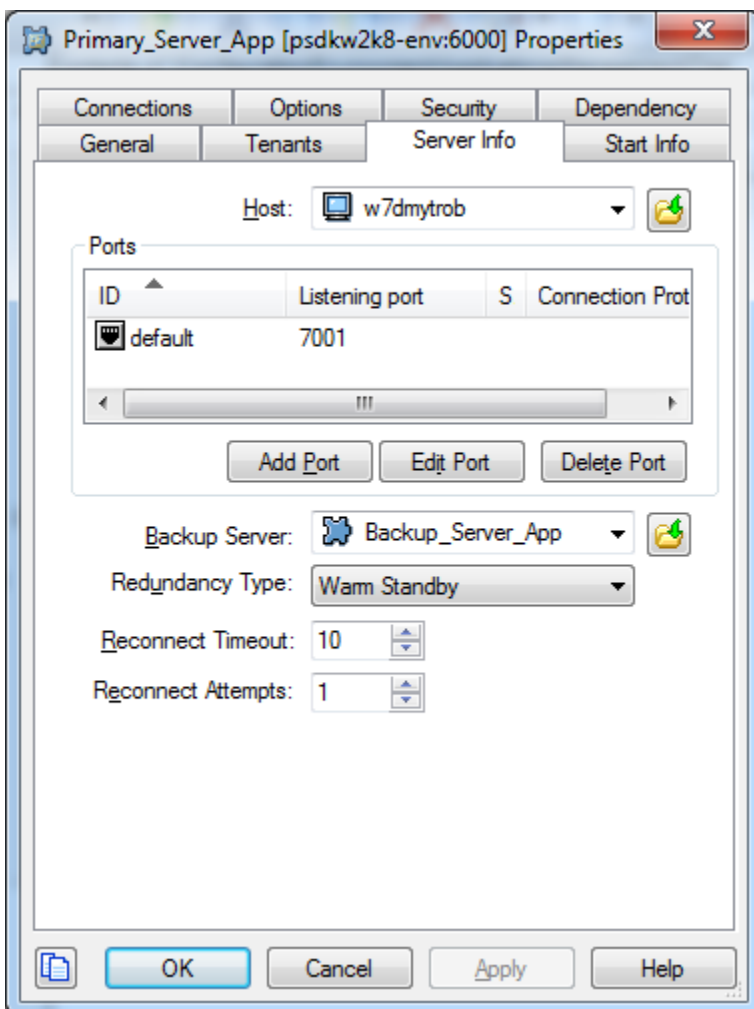 Primary_Server_App [psdkw2k8-env:6000] Properties
Connections Options Security Dependency
General Tenants Server Info Start Info
Host: w7dmytrob
Ports
ID Listening port S Connection Prot
default 7001
Add Port Edit Port Delete Port
Backup Server: Backup_Server_App
Redundancy Type: Warm Standby
Reconnect Timeout: 10
Reconnect Attempts: 1
OK Cancel Apply Help